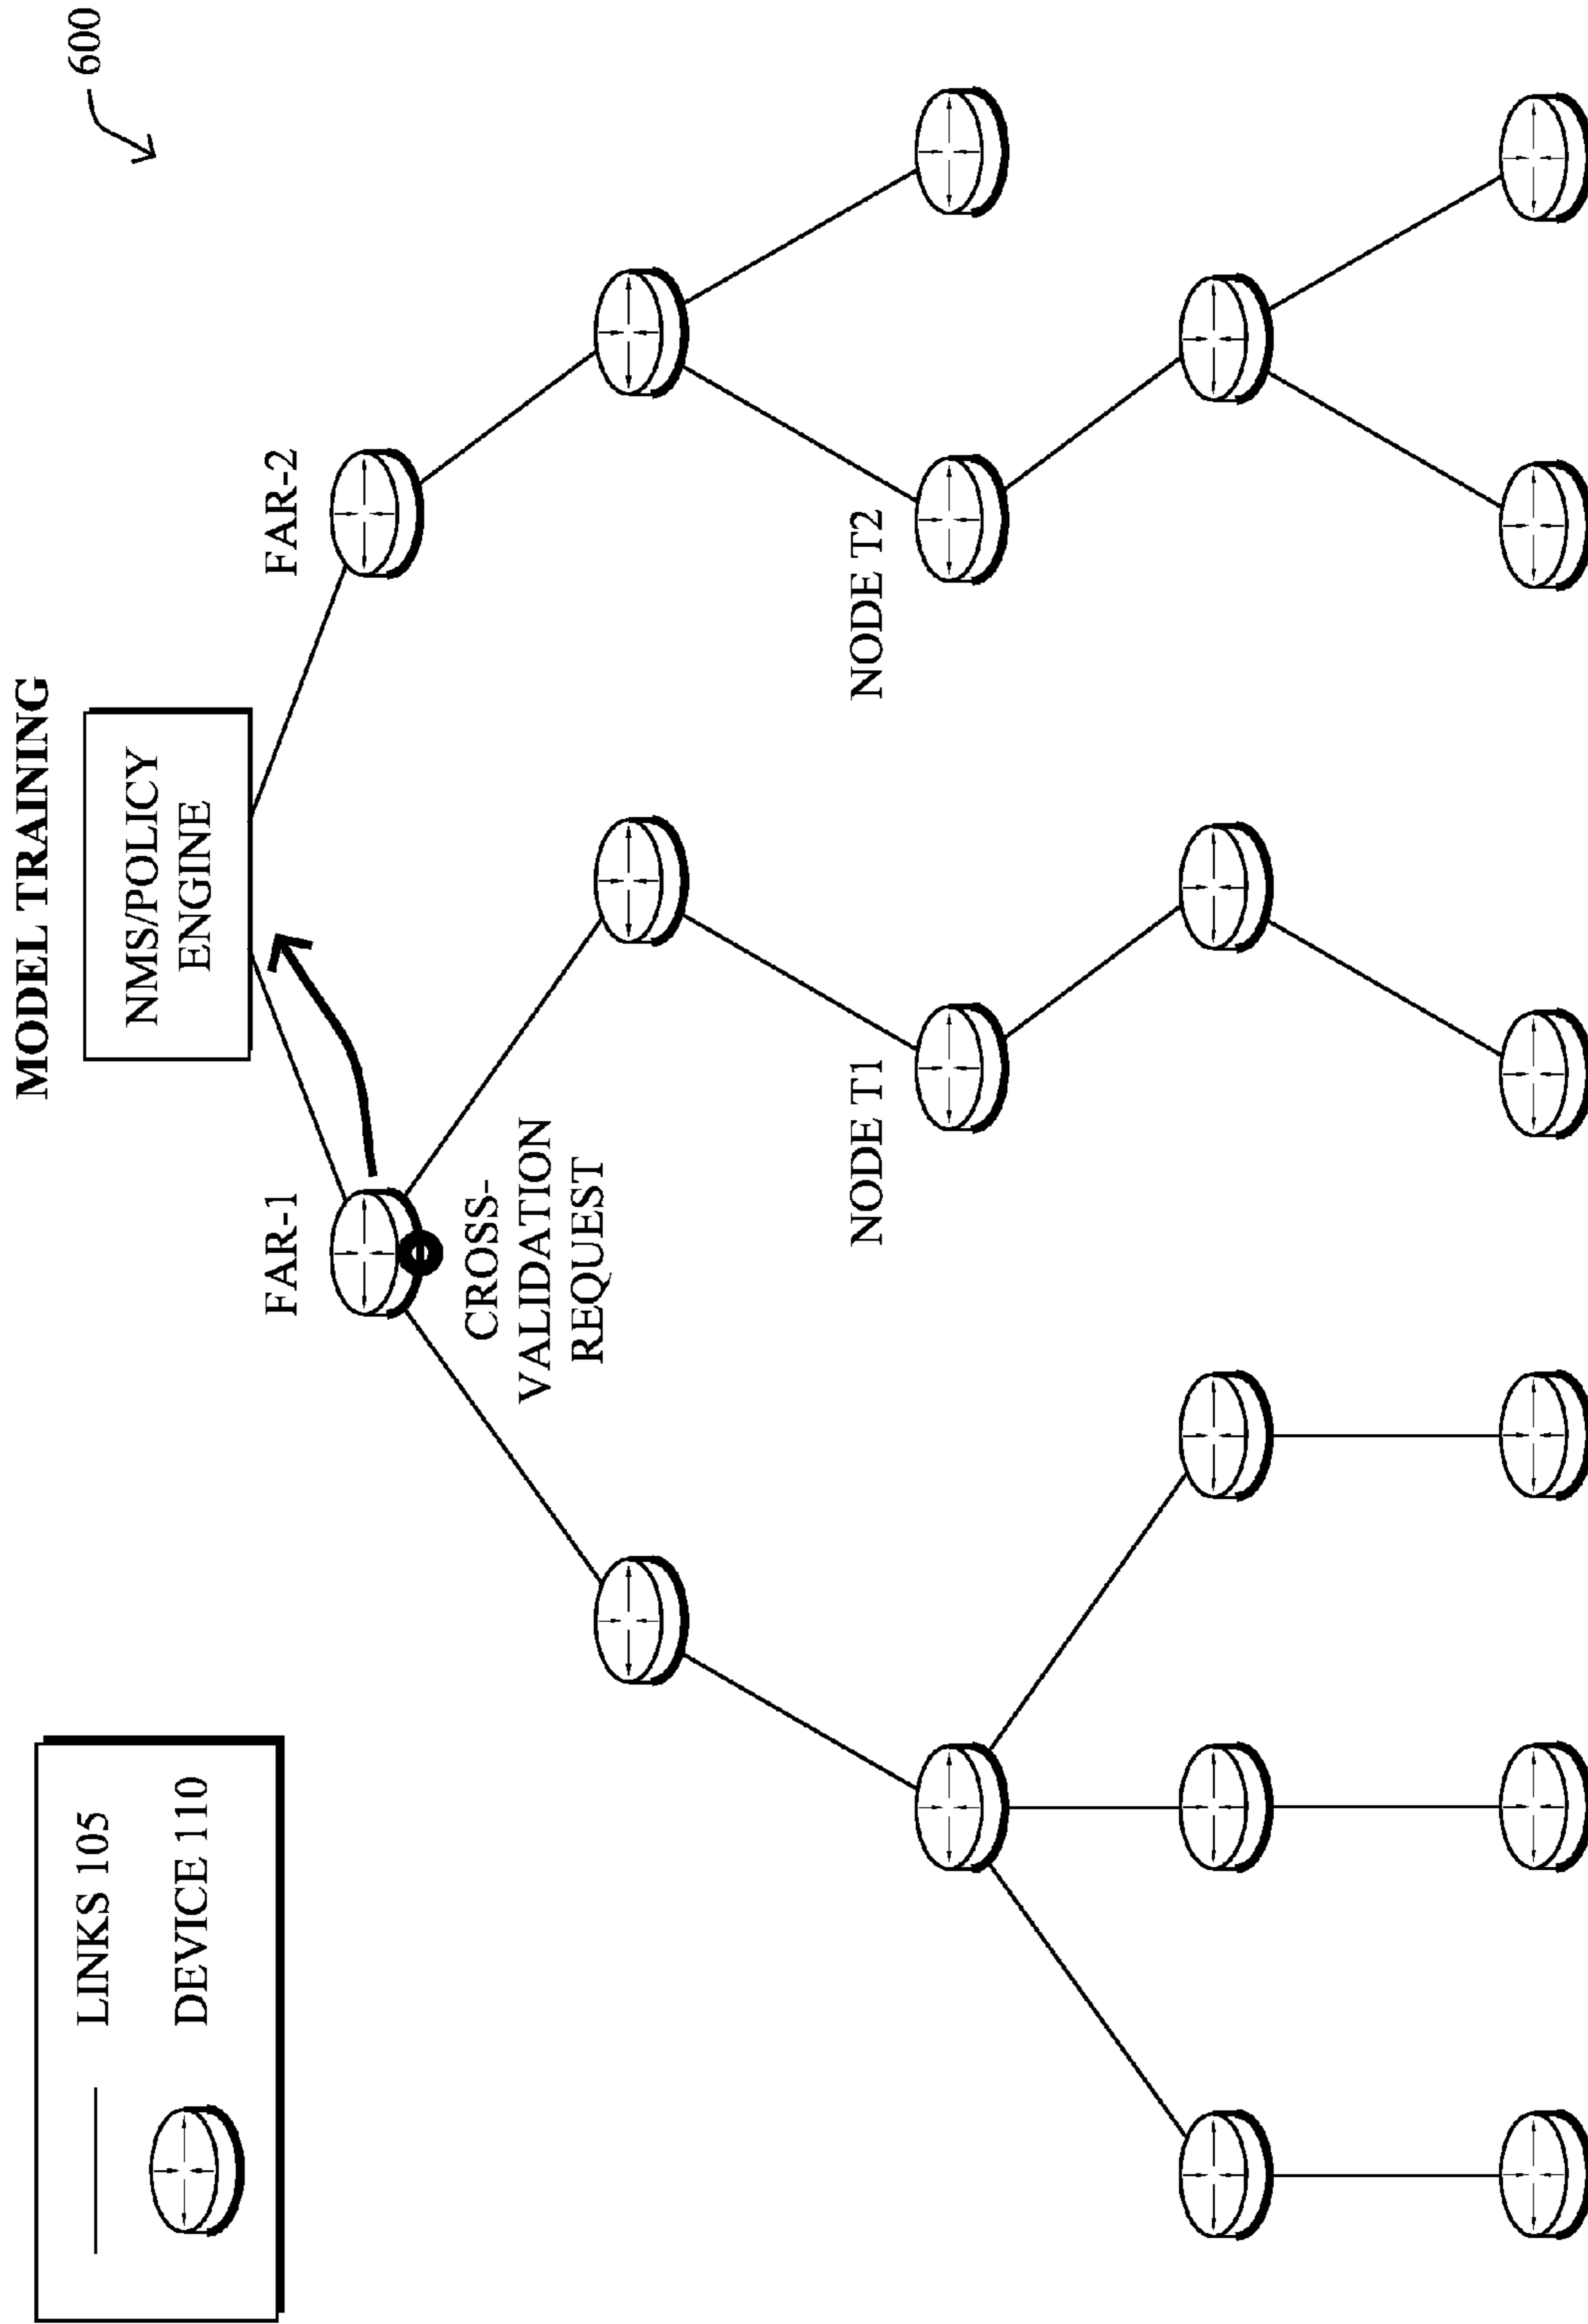 MODEL TRAINING
600
LINKS 105
DEVICE 110
NMS/POLICY
ENGINE
FAR-1
FAR-2
CROSS-
VALIDATION
REQUEST
NODE T1
NODE T2